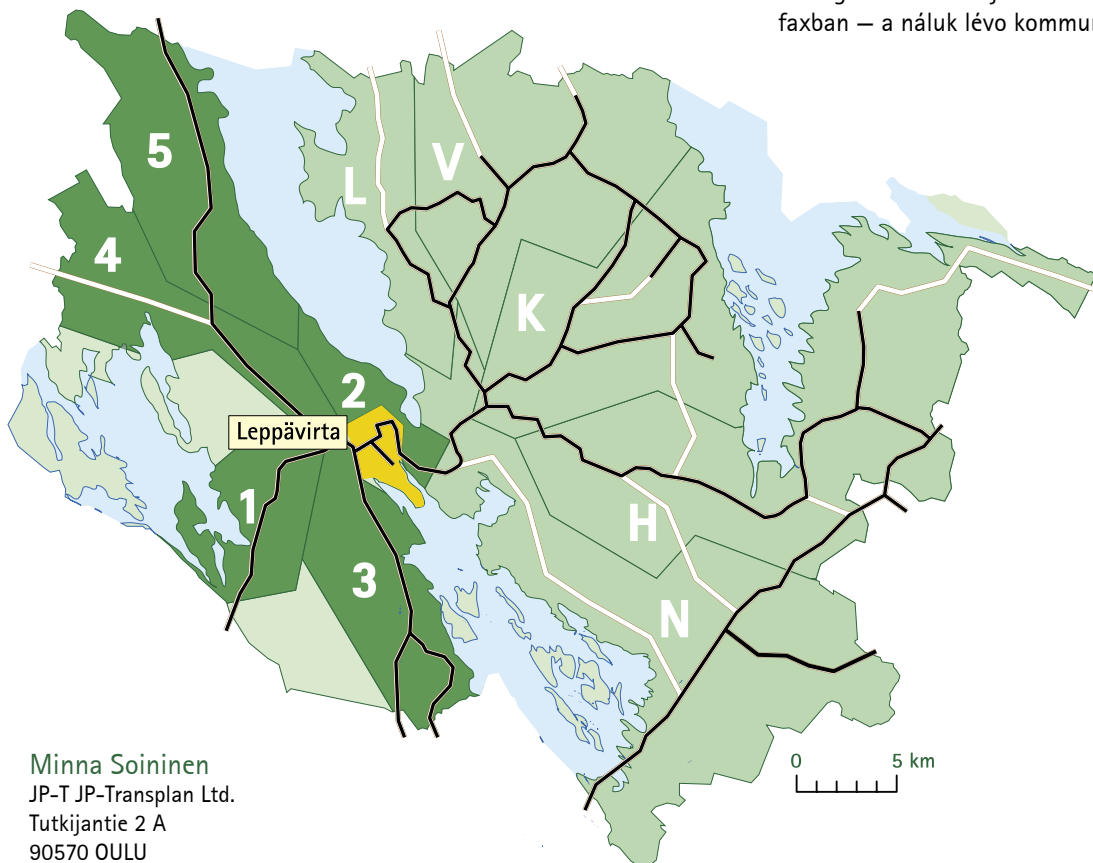 faxban – a náluk lévo kommu
5
4
L
V
K
2
Leppävirta
1
H
3
N
0 5 km
Minna Soininen
JP-T JP-Transplan Ltd.
Tutkijantie 2 A
90570 OULU